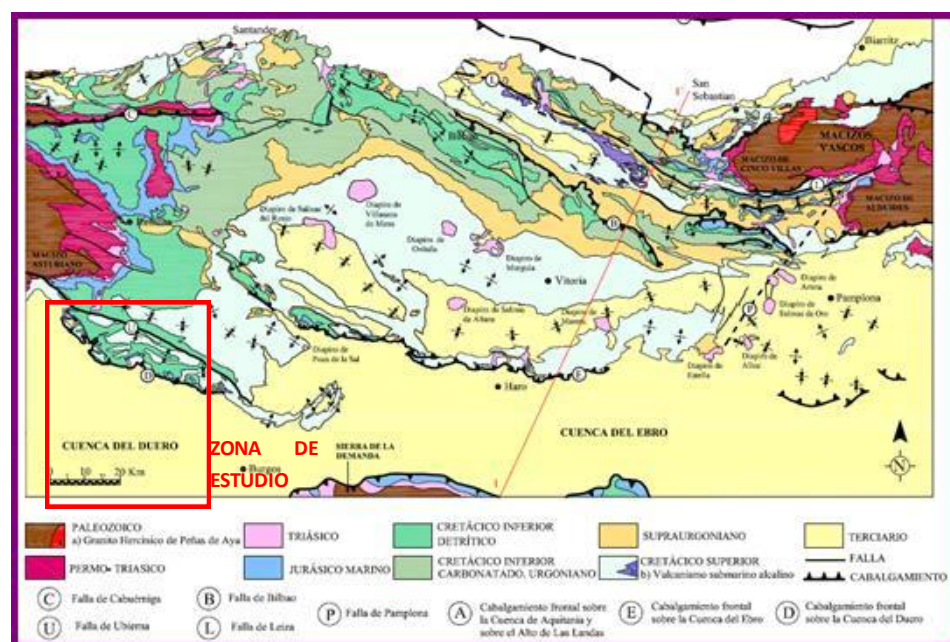 Santander
Biarritz
San
Sebastian
I'
L
L
C
MACIZOS
VASCOS
MACIZO DE
CINCO VILLAS
MACIZO DE
ALDUIDES
L
Diapiro de Salinas
del Rosio
Diapiro de
Villasana
de Mena
Diapiro de
Orduña
Diapiro de
Murguia
B
MACIZO
ASTURIANO
Vitoria
Diapiro de
Salinas de Oro
Pamplona
P
Diapiro de Salinas
de Añana
U
Diapiro de
Poza de la Sal
Diapiro de
Estella
Diapiro de
Alloz
D
Haro
E
CUENCA DEL DUERO
ZONA DE
ESTUDIO
SIERRA DE LA
DEMANDA
CUENCA DEL EBRO
0 10 20 Km
Burgos
I
N
PALEOZOICO
a) Granito Hercínico de Peñas de Aya
TRIÁSICO
CRETÁCICO INFERIOR
DETRÍTICO
SUPRAURGONIANO
TERCIARIO
PERMO-TRIASICO
JURÁSICO MARINO
CRETÁCICO INFERIOR
CARBONATADO, URGONIANO
CRETÁCICO SUPERIOR
b) Vulcanismo submarino alcalino
FALLA
CABALGAMIENTO
C Falla de Cabuérniga
B Falla de Bilbao
P Falla de Pamplona
A Cabalgamiento frontal sobre
la Cuenca de Aquitania y
sobre el Alto de Las Landas
E Cabalgamiento frontal
sobre la Cuenca del Ebro
D Cabalgamiento frontal
sobre la Cuenca del Duero
U Falla de Ubierna
L Falla de Leiza